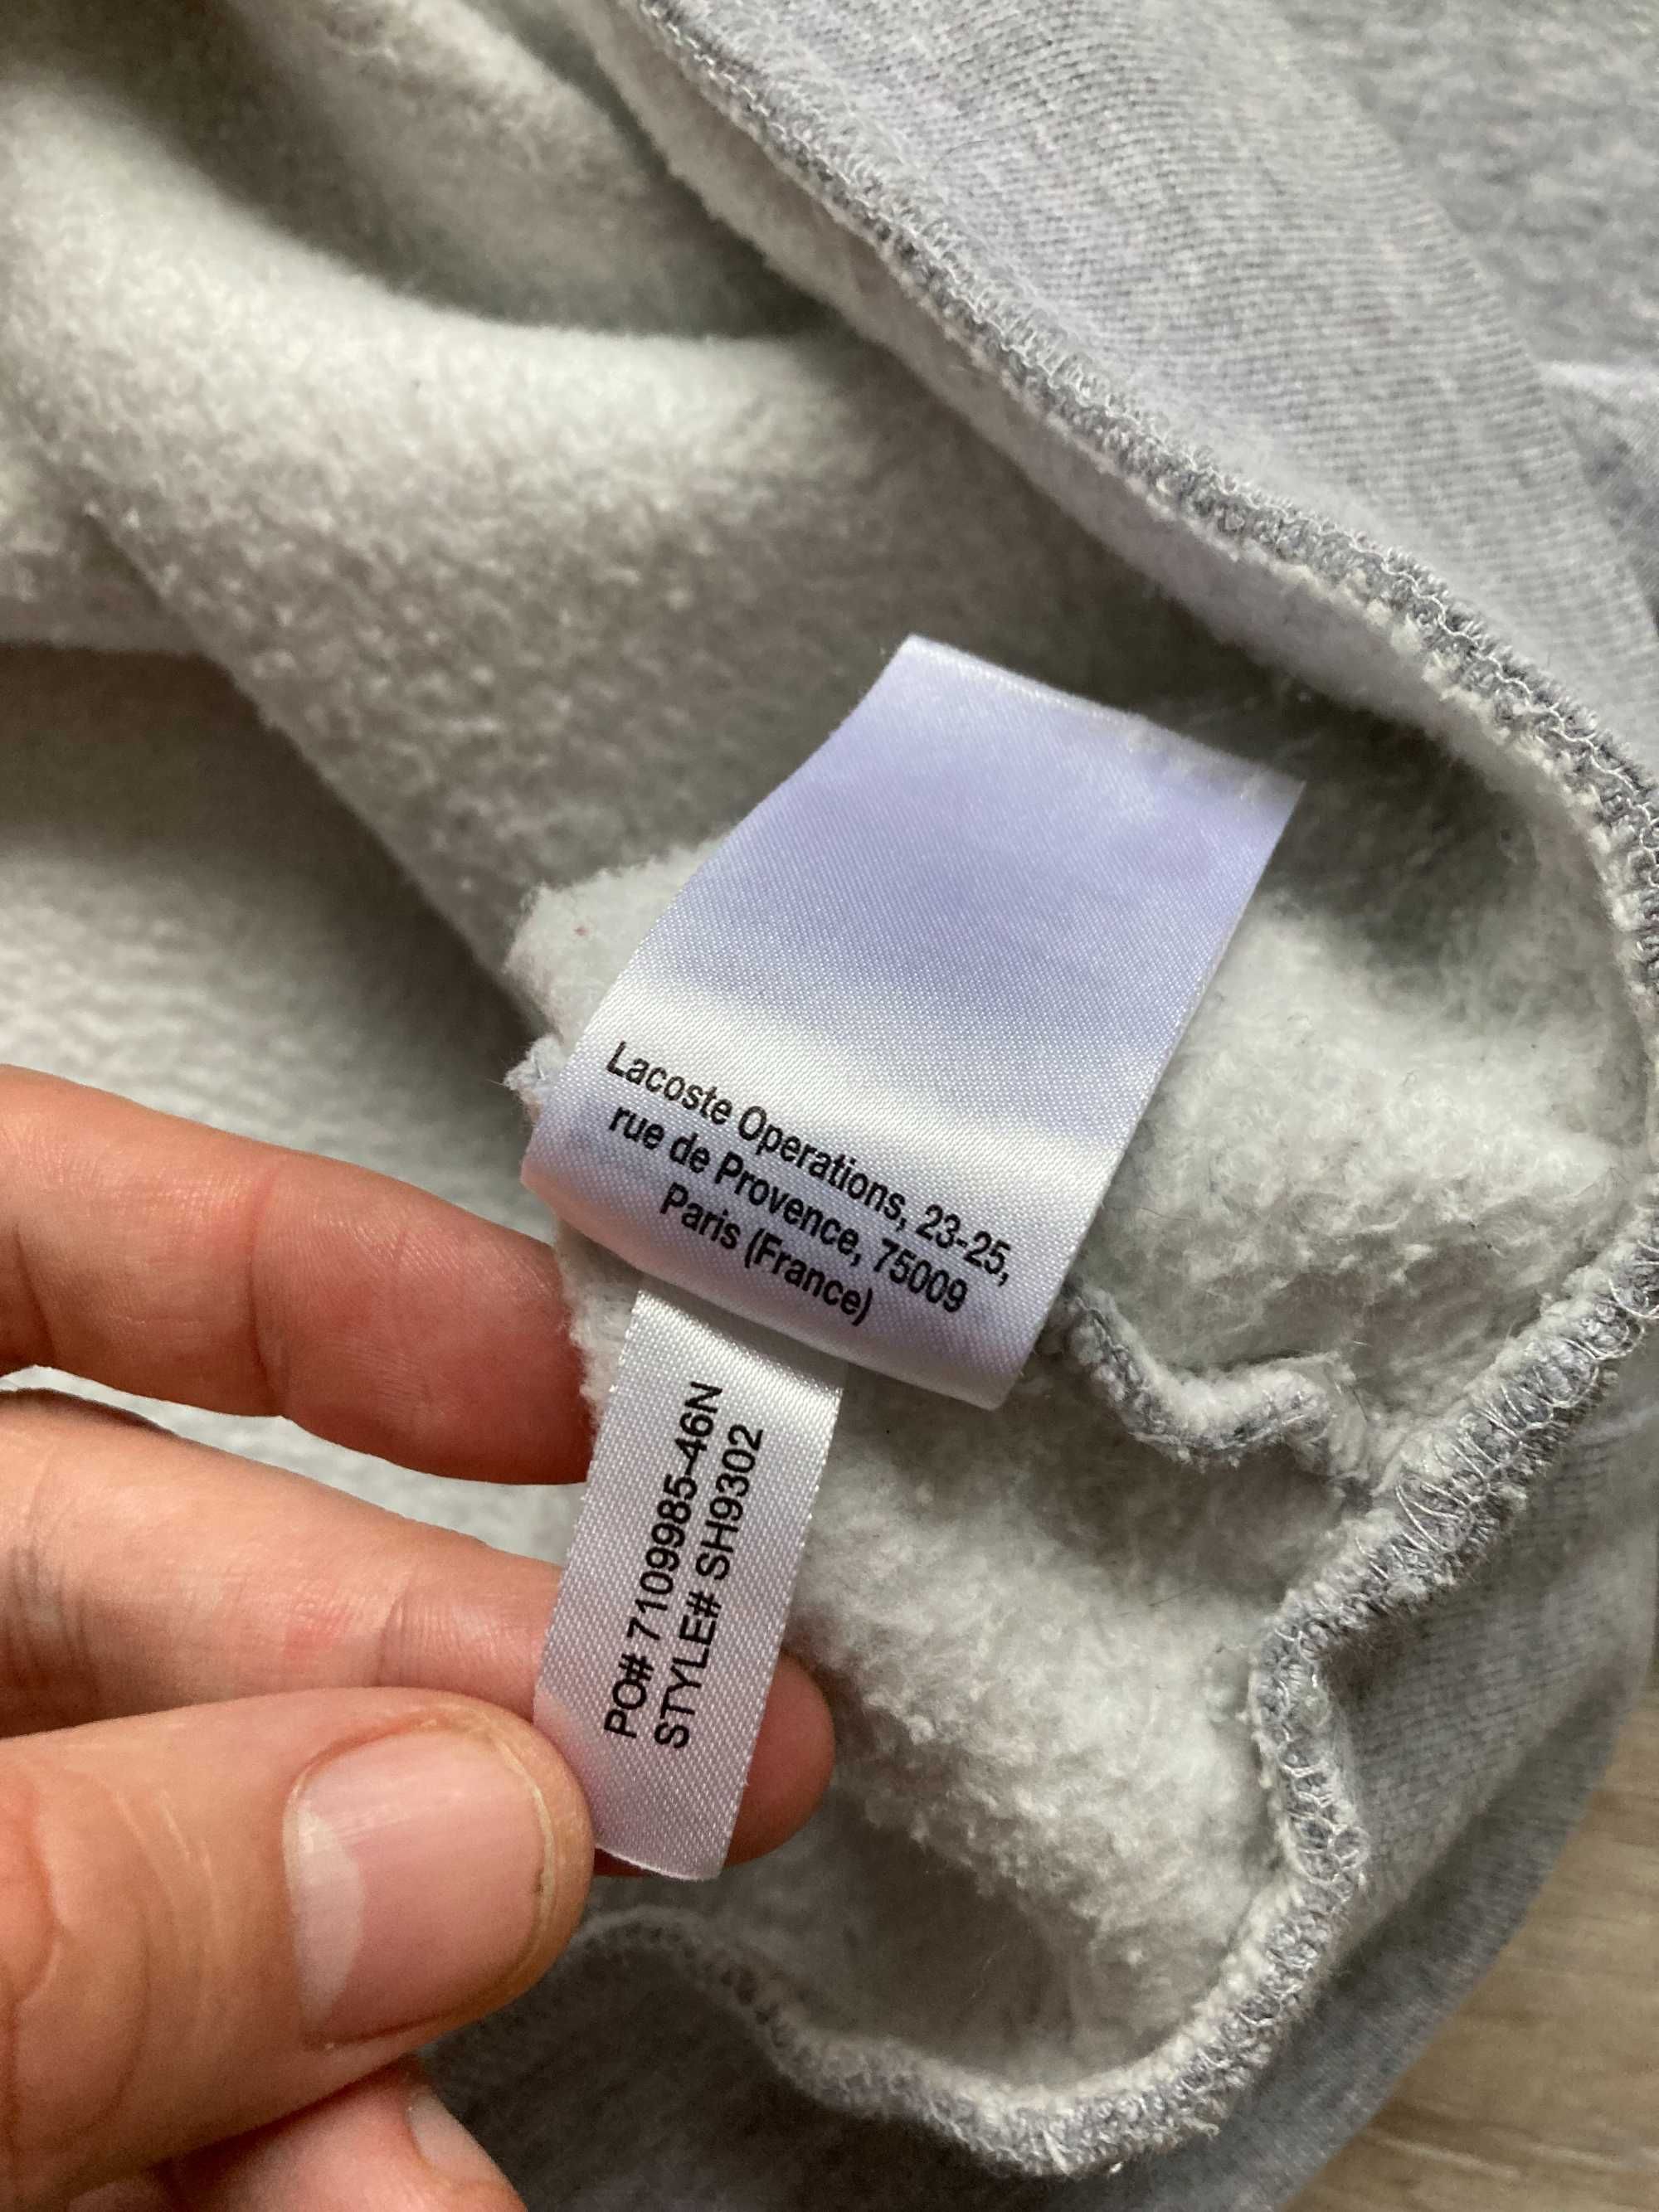 Lacoste Operations, 23-25,
rue de Provence, 75009
Paris (France)
PO# 7109985-46N
STYLE# SH9302